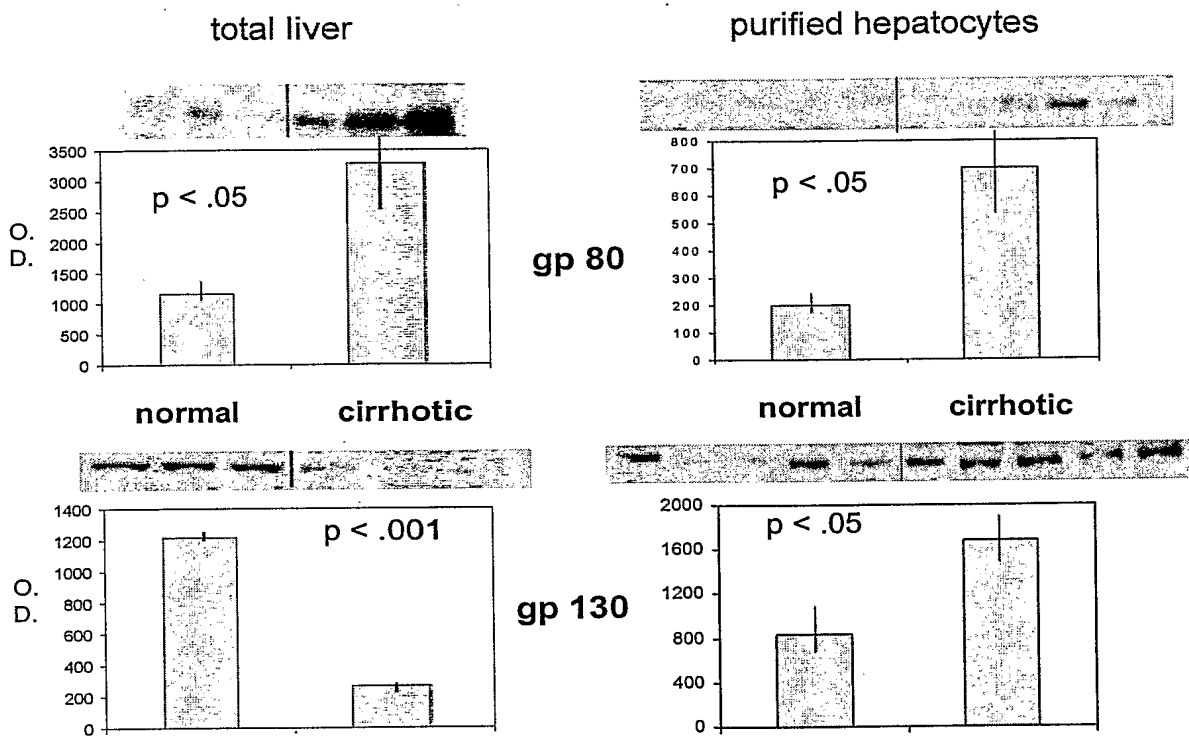 total liver
purified hepatocytes
3500
3000
2500
2000
1500
1000
500
0
O.
D.
p < .05
gp 80
800
700
600
500
400
300
200
100
0
p < .05
normal cirrhotic
normal cirrhotic
1400
1200
1000
800
600
400
200
0
O.
D.
p < .001
gp 130
2000
1600
1200
800
400
0
p < .05